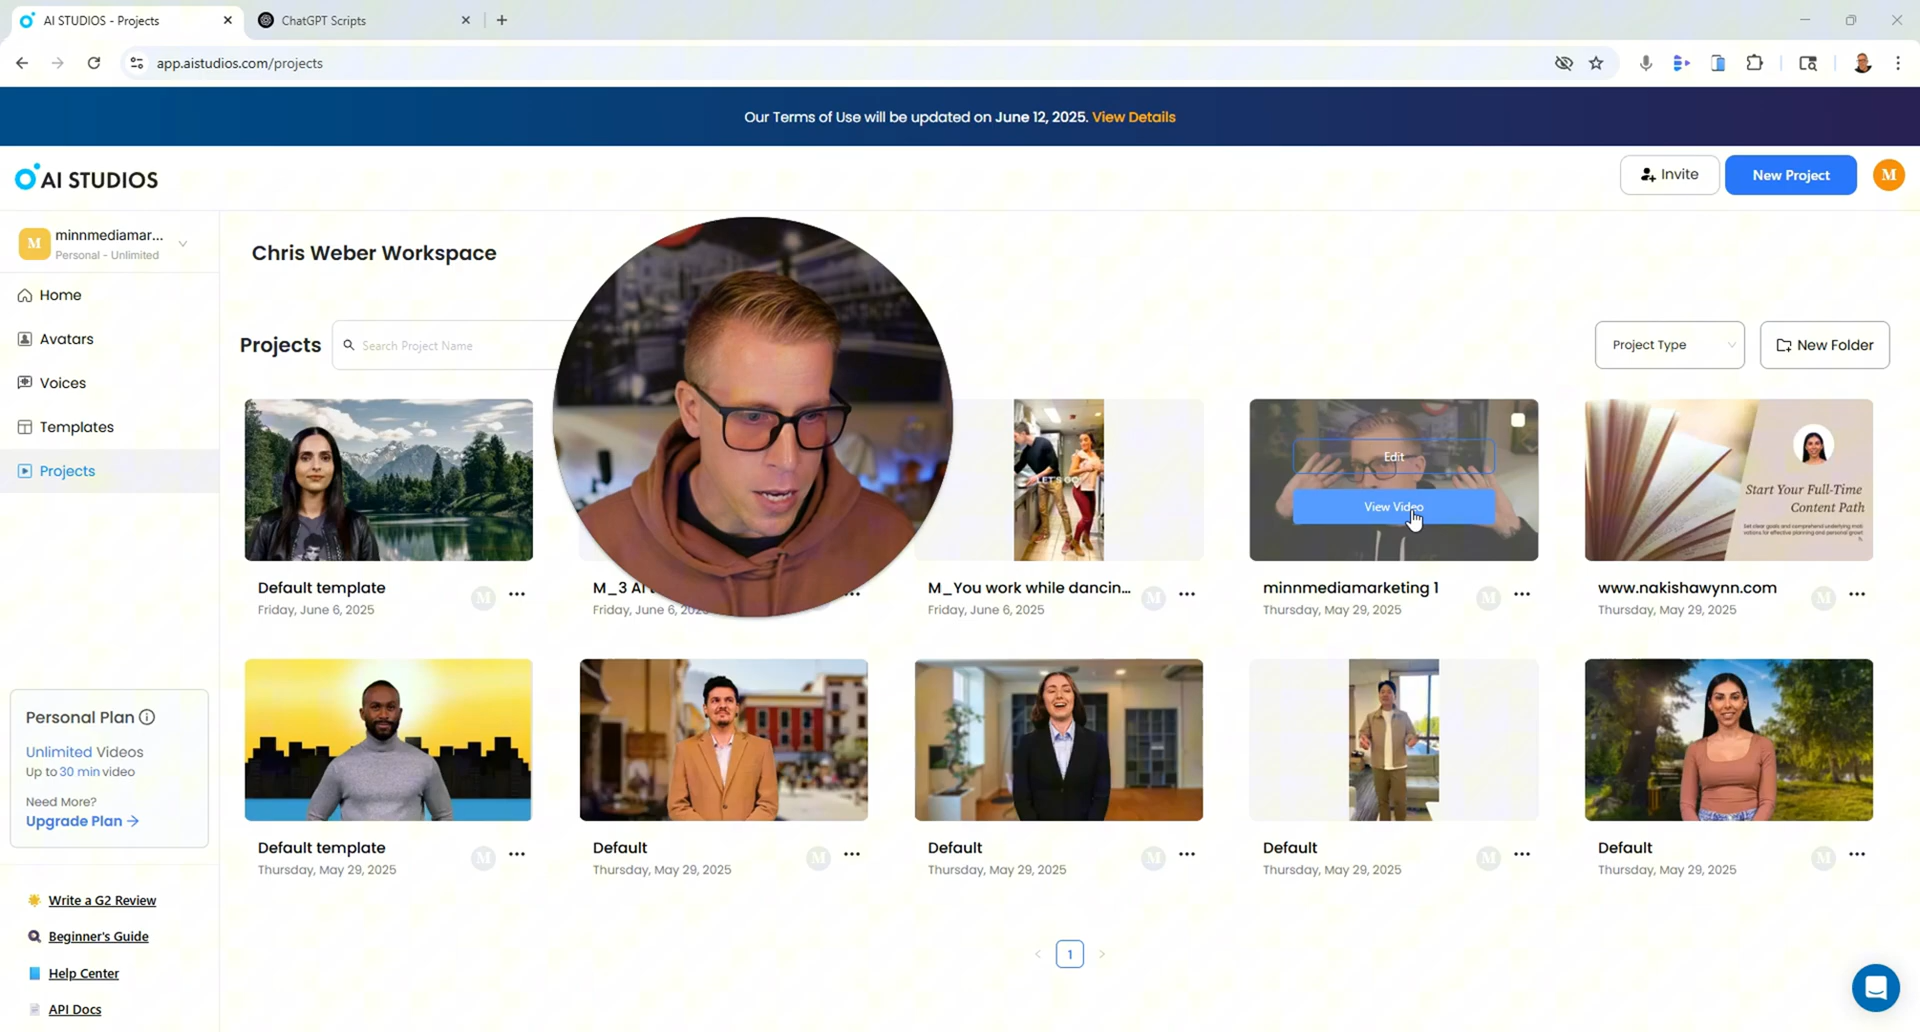 AI STUDIOS - Projects
ChatGPT Scripts
app.aistudios.com/projects
Our Terms of Use will be updated on June 12, 2025. View Details
AI STUDIOS
Invite
New Project
M
M
minnmediamar...
Personal - Unlimited
Chris Weber Workspace
Home
Avatars
Voices
Templates
Projects
Projects
Search Project Name
Project Type
New Folder
LET'S GO
Edit
View Video
Start Your Full-Time
Content Path
Default template
Friday, June 6, 2025
M
M_3 AI
Friday, June 6, 202
M_You work while dancin...
Friday, June 6, 2025
M
minnmediamarketing 1
Thursday, May 29, 2025
M
www.nakishawynn.com
Thursday, May 29, 2025
M
Personal Plan
Unlimited Videos
Up to 30 min video
Need More?
Upgrade Plan →
Default template
Thursday, May 29, 2025
M
Default
Thursday, May 29, 2025
M
Default
Thursday, May 29, 2025
M
Default
Thursday, May 29, 2025
M
Default
Thursday, May 29, 2025
M
Write a G2 Review
Beginner's Guide
Help Center
API Docs
< 1 >